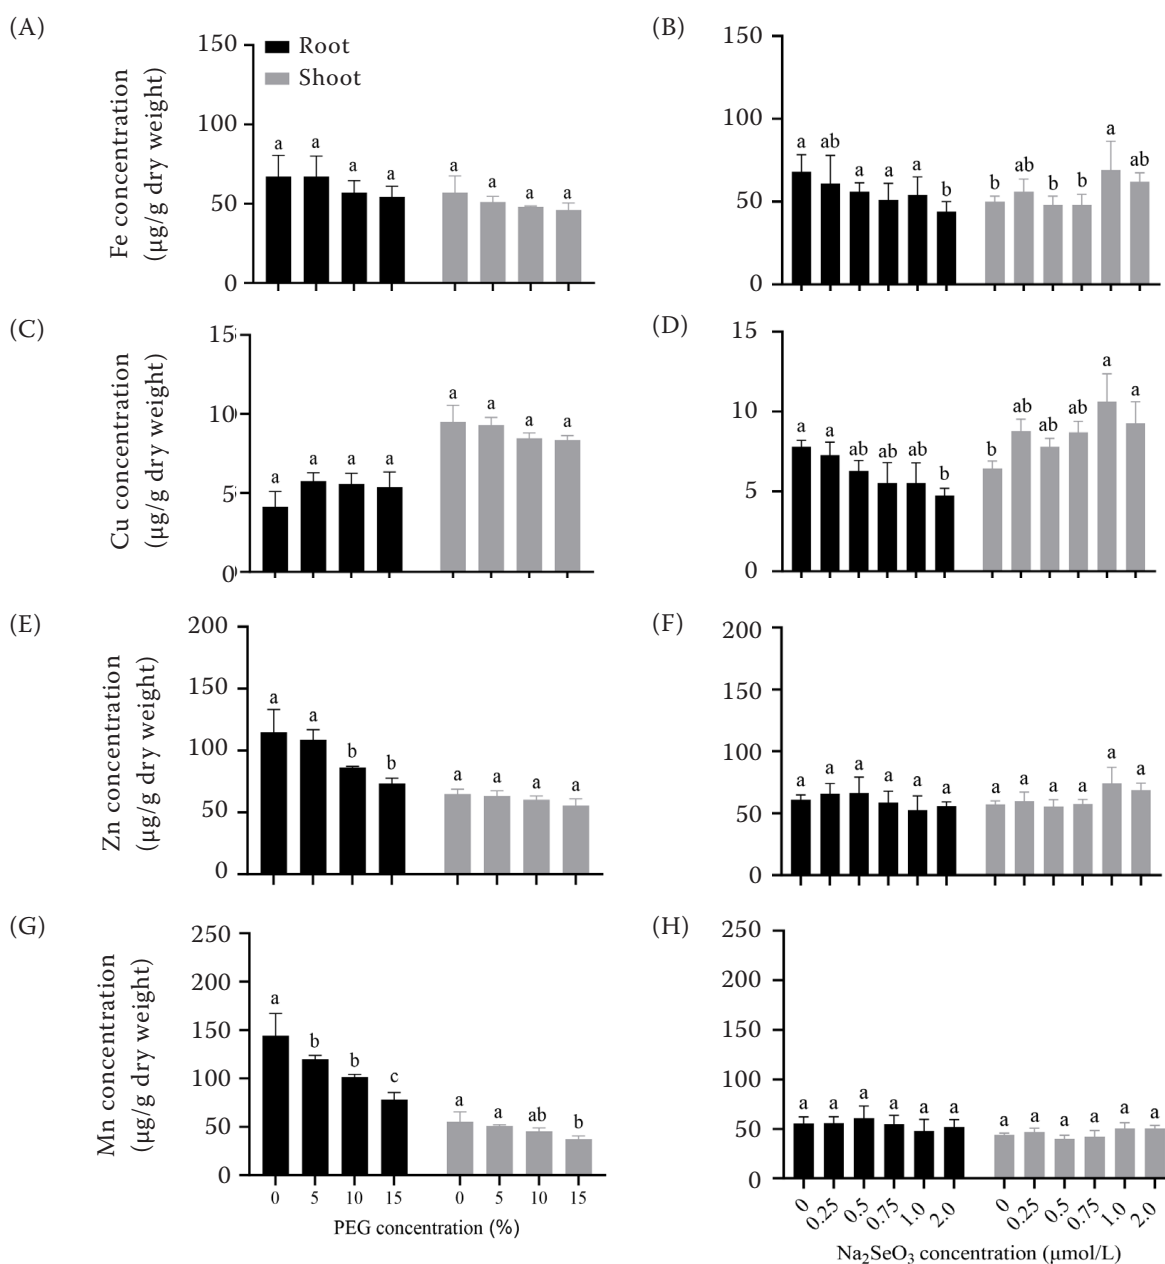 (A)
Fe concentration
(µg/g dry weight)
150
100
50
0
Root
Shoot
a a a a a a a a
(B)
150
100
50
0
a ab a a a b b ab b b a ab
(C)
Cu concentration
(µg/g dry weight)
15
10
5
0
a a a a a a a a
(D)
15
10
5
0
a a ab ab ab b b ab ab ab a a
(E)
Zn concentration
(µg/g dry weight)
200
150
100
50
0
a a b b a a a a
(F)
200
150
100
50
0
a a a a a a a a a a a a
(G)
Mn concentration
(µg/g dry weight)
250
200
150
100
50
0
a b b c a a ab b
0 5 10 15 0 5 10 15
PEG concentration (%)
(H)
250
200
150
100
50
0
a a a a a a a a a a a a
0 0.25 0.5 0.75 1.0 2.0 0 0.25 0.5 0.75 1.0 2.0
Na₂SeO₃ concentration (µmol/L)